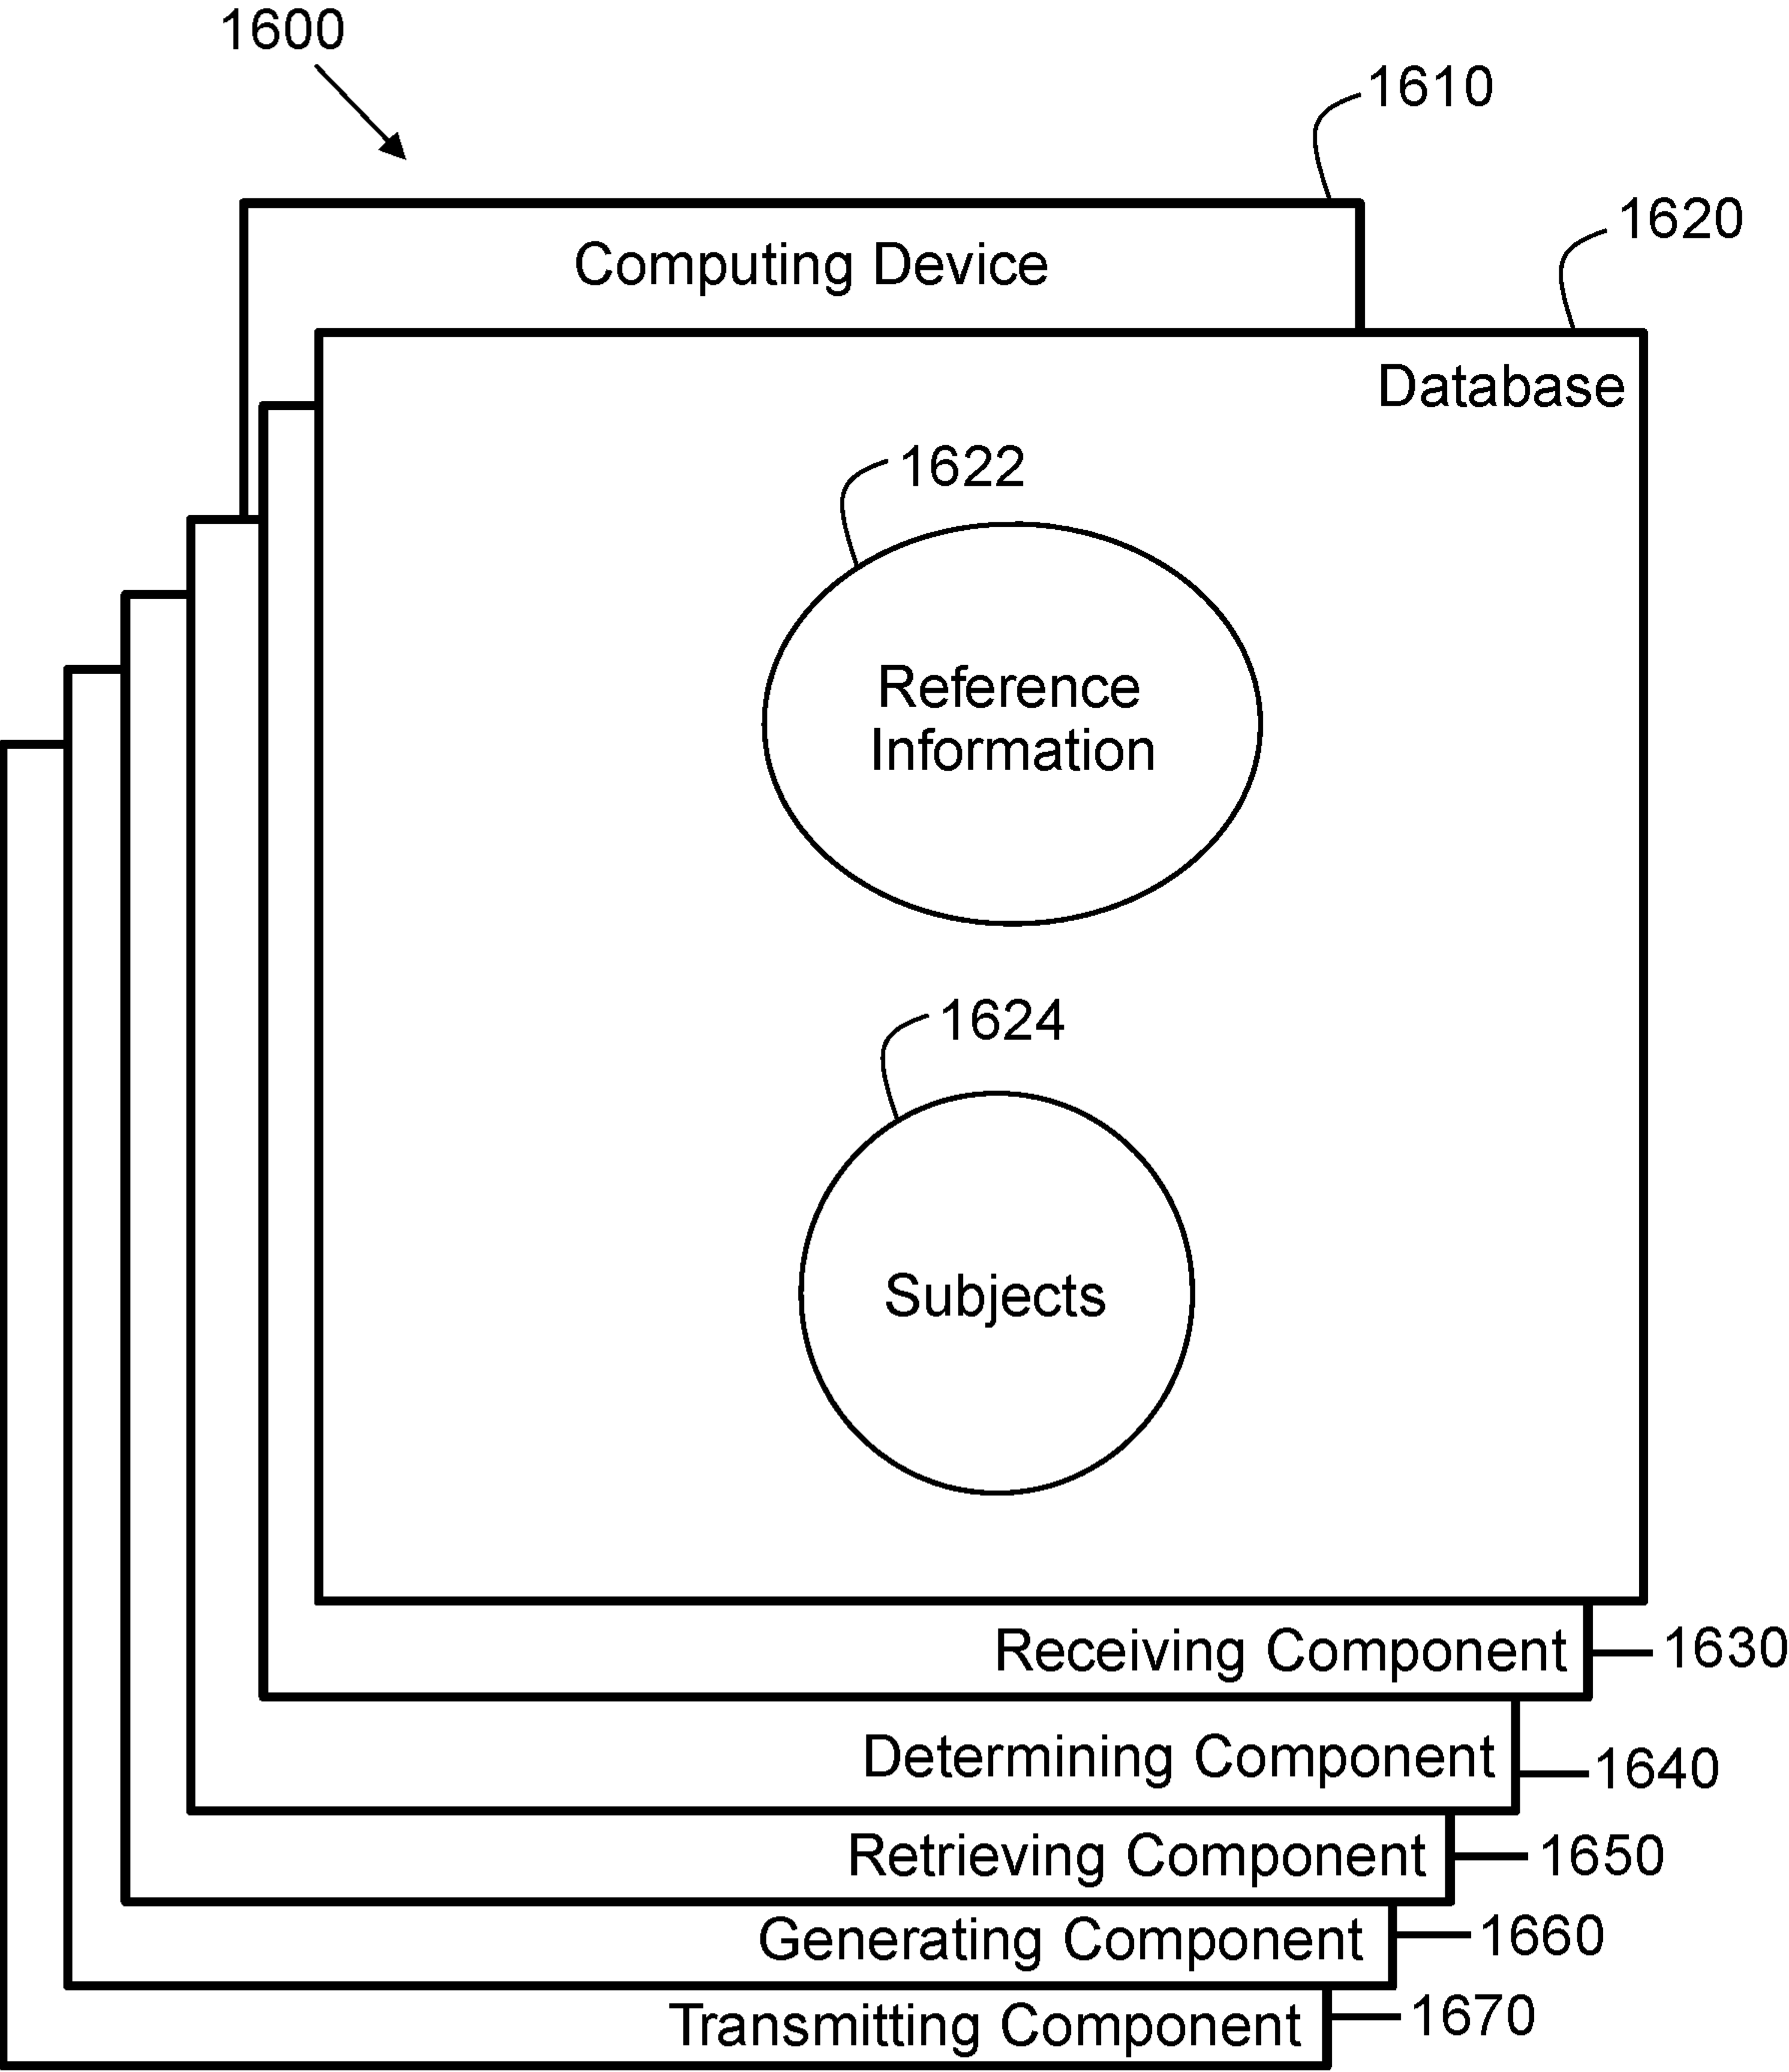 1600
1610
Computing Device
1620
Database
1622
Reference
Information
1624
Subjects
Receiving Component 1630
Determining Component 1640
Retrieving Component 1650
Generating Component 1660
Transmitting Component 1670